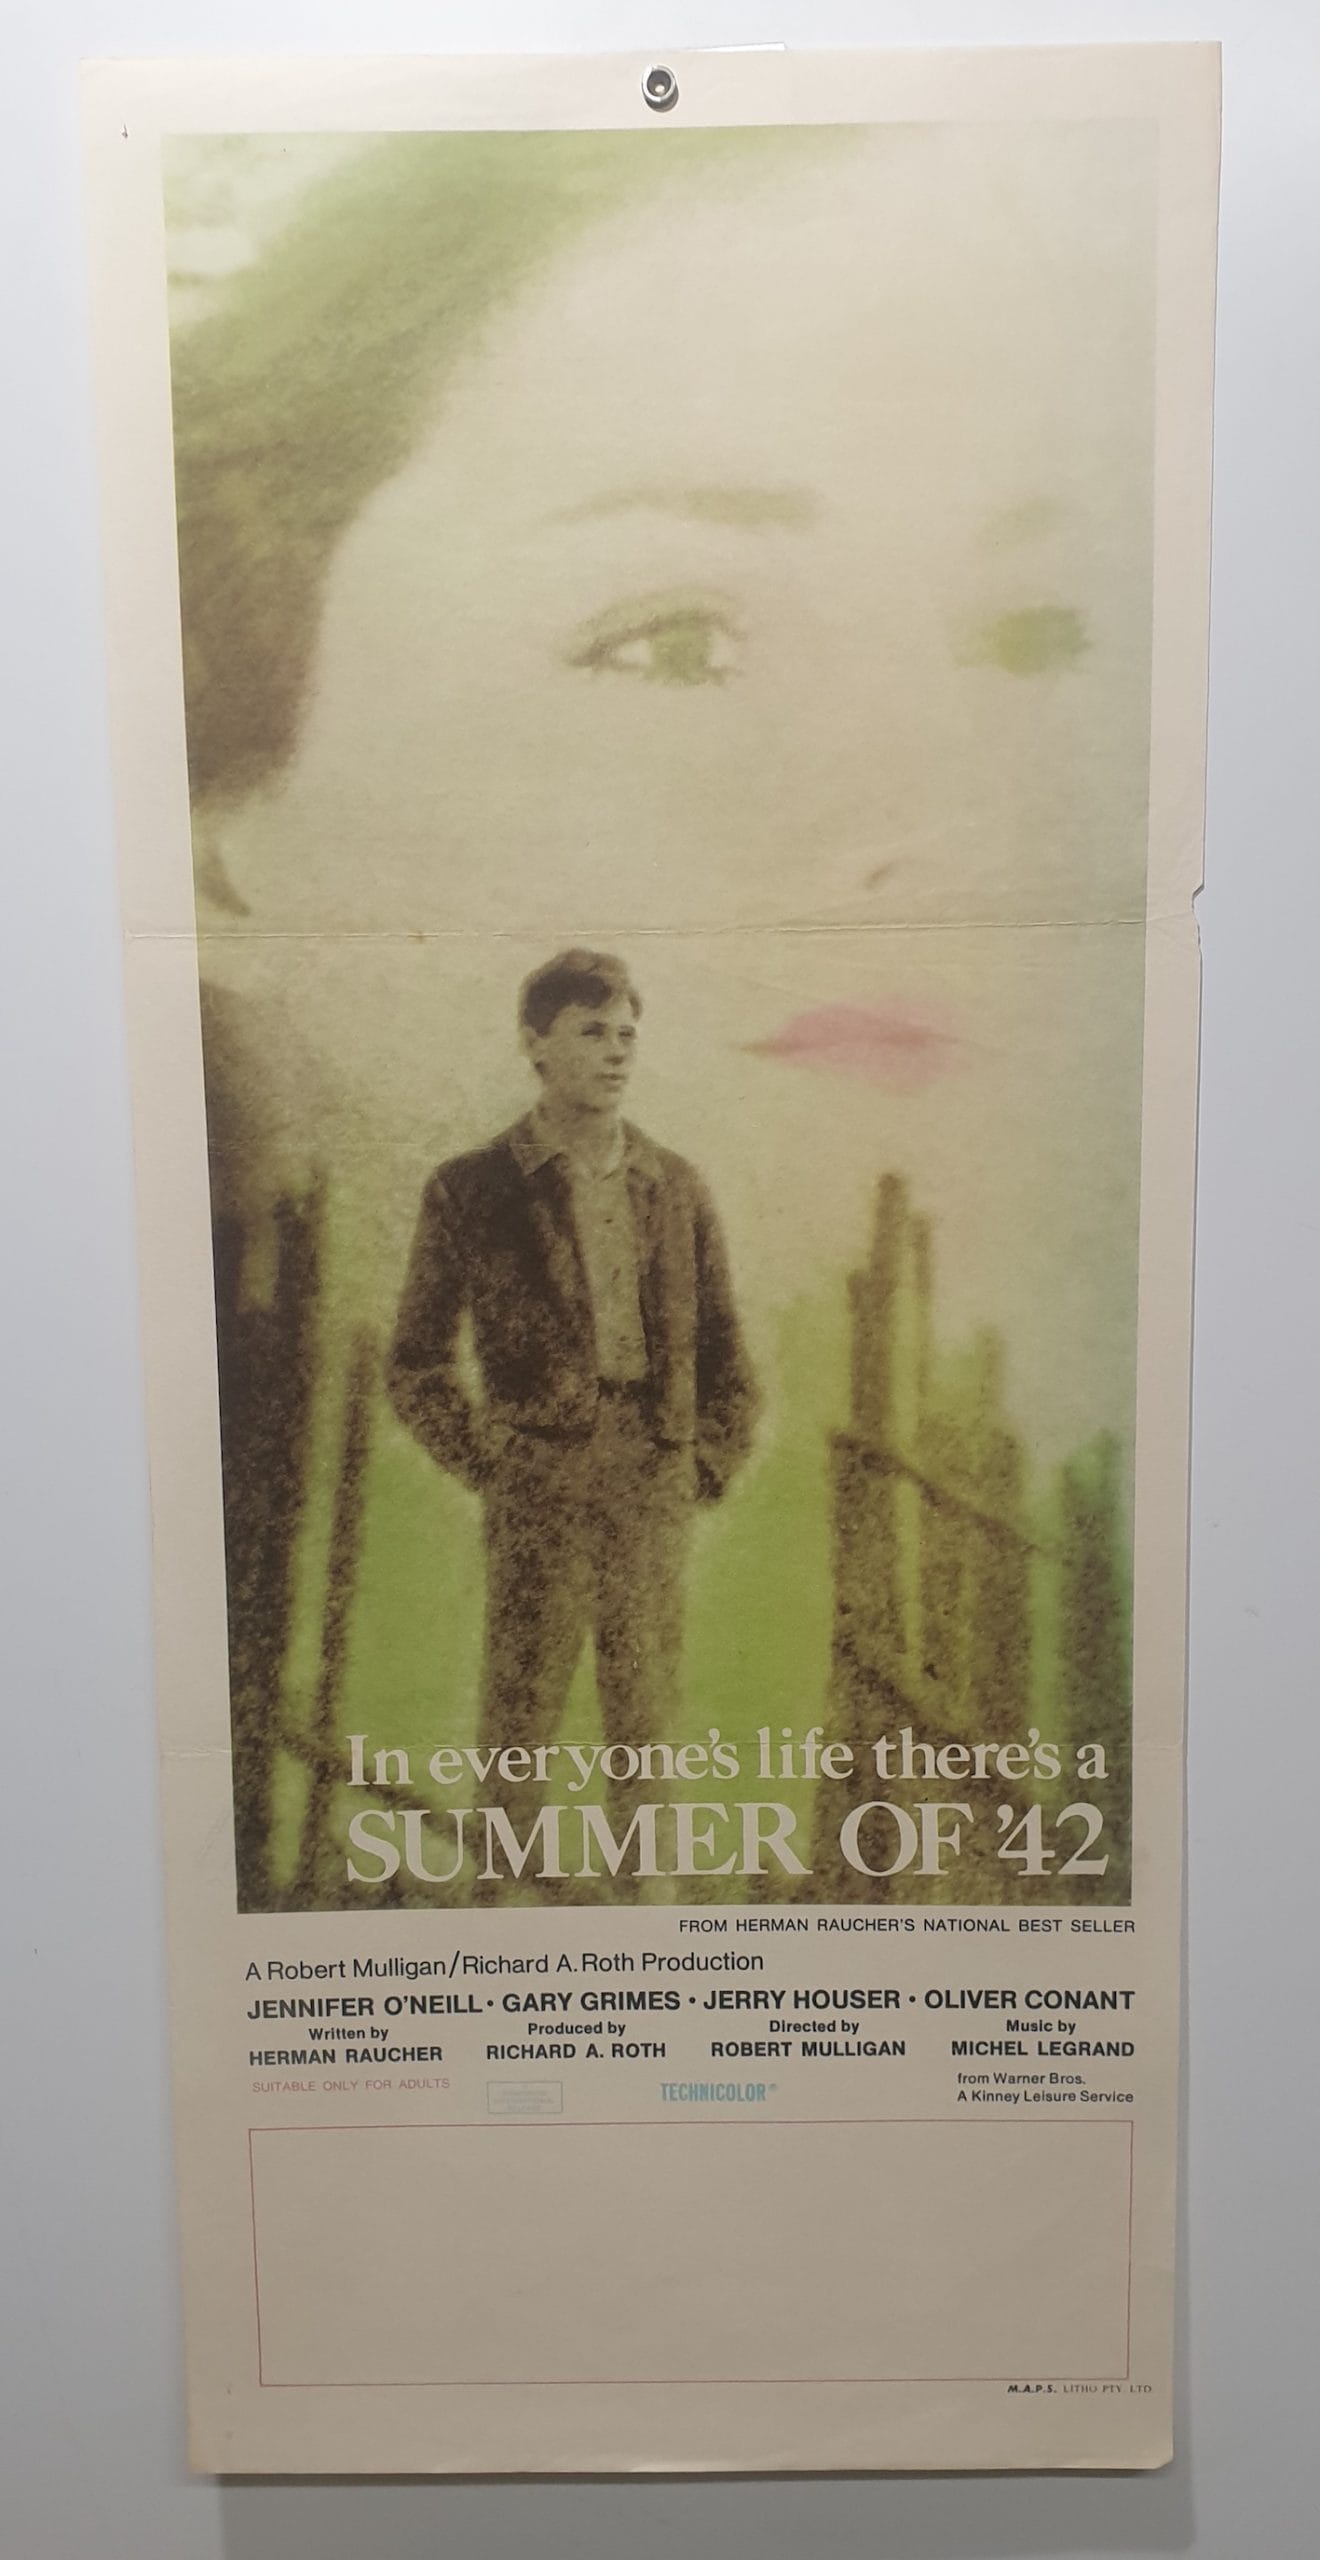 In everyone's life there's a
SUMMER OF '42
FROM HERMAN RAUCHER'S NATIONAL BEST SELLER
A Robert Mulligan/Richard A. Roth Production
JENNIFER O'NEILL • GARY GRIMES • JERRY HOUSER • OLIVER CONANT
Written by HERMAN RAUCHER
Produced by RICHARD A. ROTH
Directed by ROBERT MULLIGAN
Music by MICHEL LEGRAND
SUITABLE ONLY FOR ADULTS
TECHNICOLOR®
from Warner Bros.
A Kinney Leisure Service
M.A.P.S. LITHO PTY. LTD.